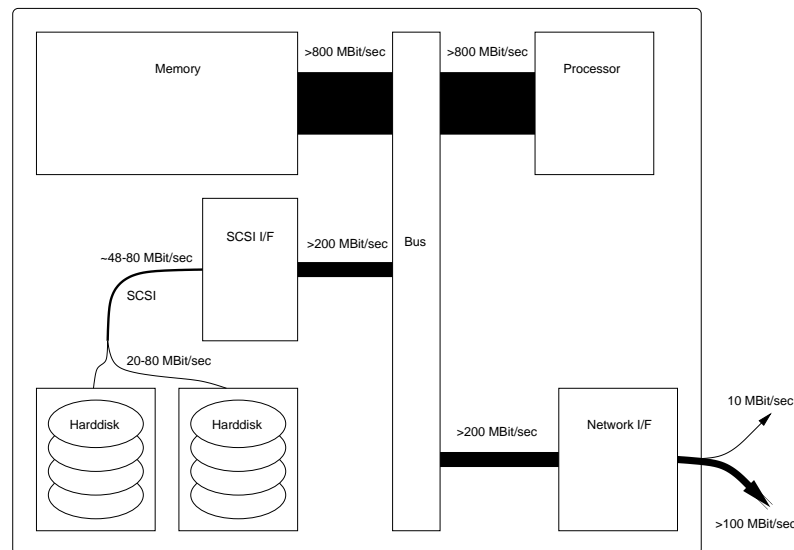 >800 MBit/sec
>800 MBit/sec
Memory
Processor
SCSI I/F
>200 MBit/sec
Bus
~48-80 MBit/sec
SCSI
20-80 MBit/sec
Harddisk
Harddisk
>200 MBit/sec
Network I/F
10 MBit/sec
>100 MBit/sec